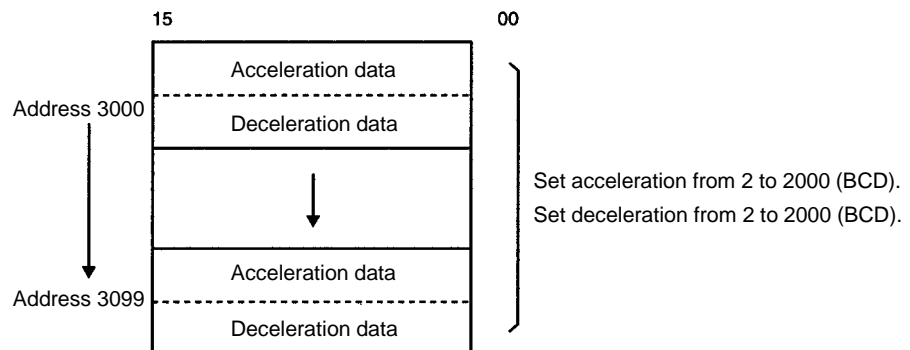 15 00
Acceleration data
Address 3000
Deceleration data
Set acceleration from 2 to 2000 (BCD).
Set deceleration from 2 to 2000 (BCD).
Acceleration data
Address 3099
Deceleration data